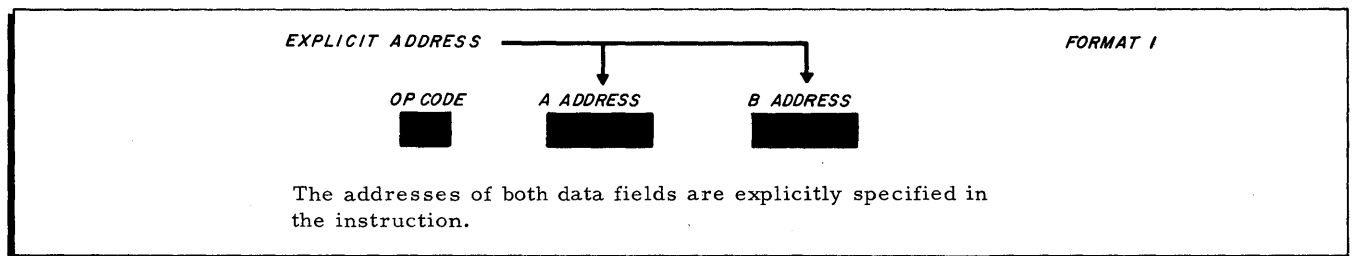 EXPLICIT ADDRESS FORMAT 1
OP CODE A ADDRESS B ADDRESS
The addresses of both data fields are explicitly specified in
the instruction.